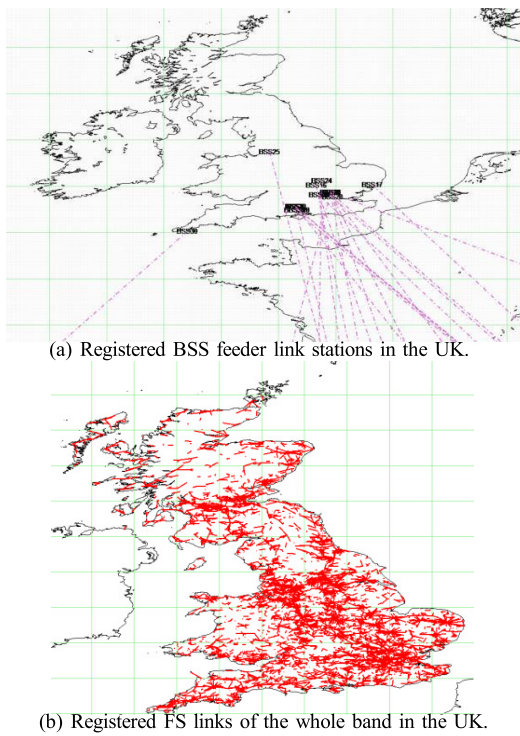 BSS25
BSS24
BSS16
BSS17
(a) Registered BSS feeder link stations in the UK.
(b) Registered FS links of the whole band in the UK.